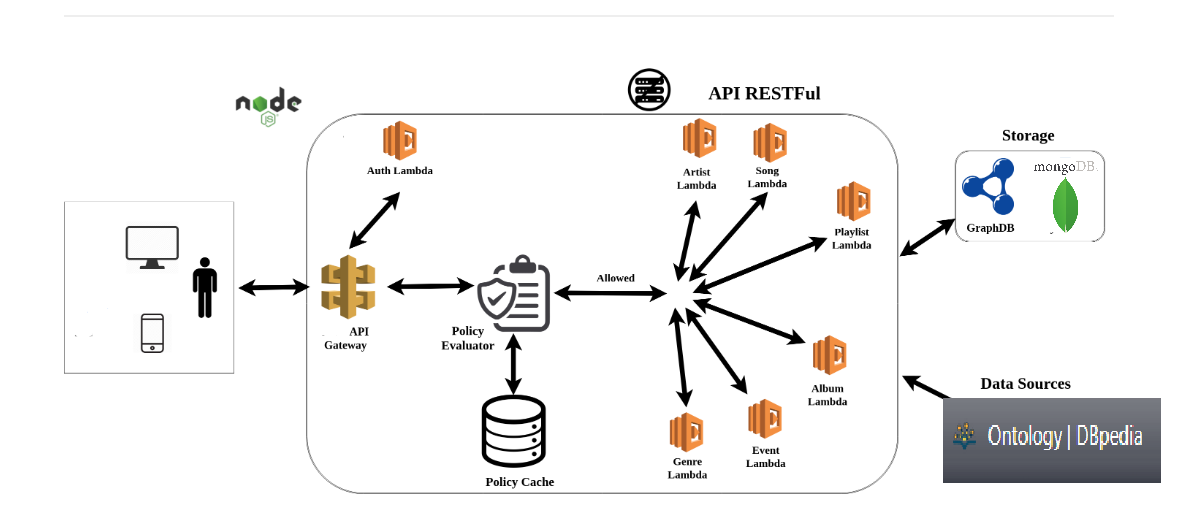 node
JS
API RESTFul
Auth Lambda
Artist
Lambda
Song
Lambda
Playlist
Lambda
Storage
mongoDB
GraphDB
Allowed
API
Gateway
Policy
Evaluator
Album
Lambda
Data Sources
Ontology | DBpedia
Event
Lambda
Genre
Lambda
Policy Cache